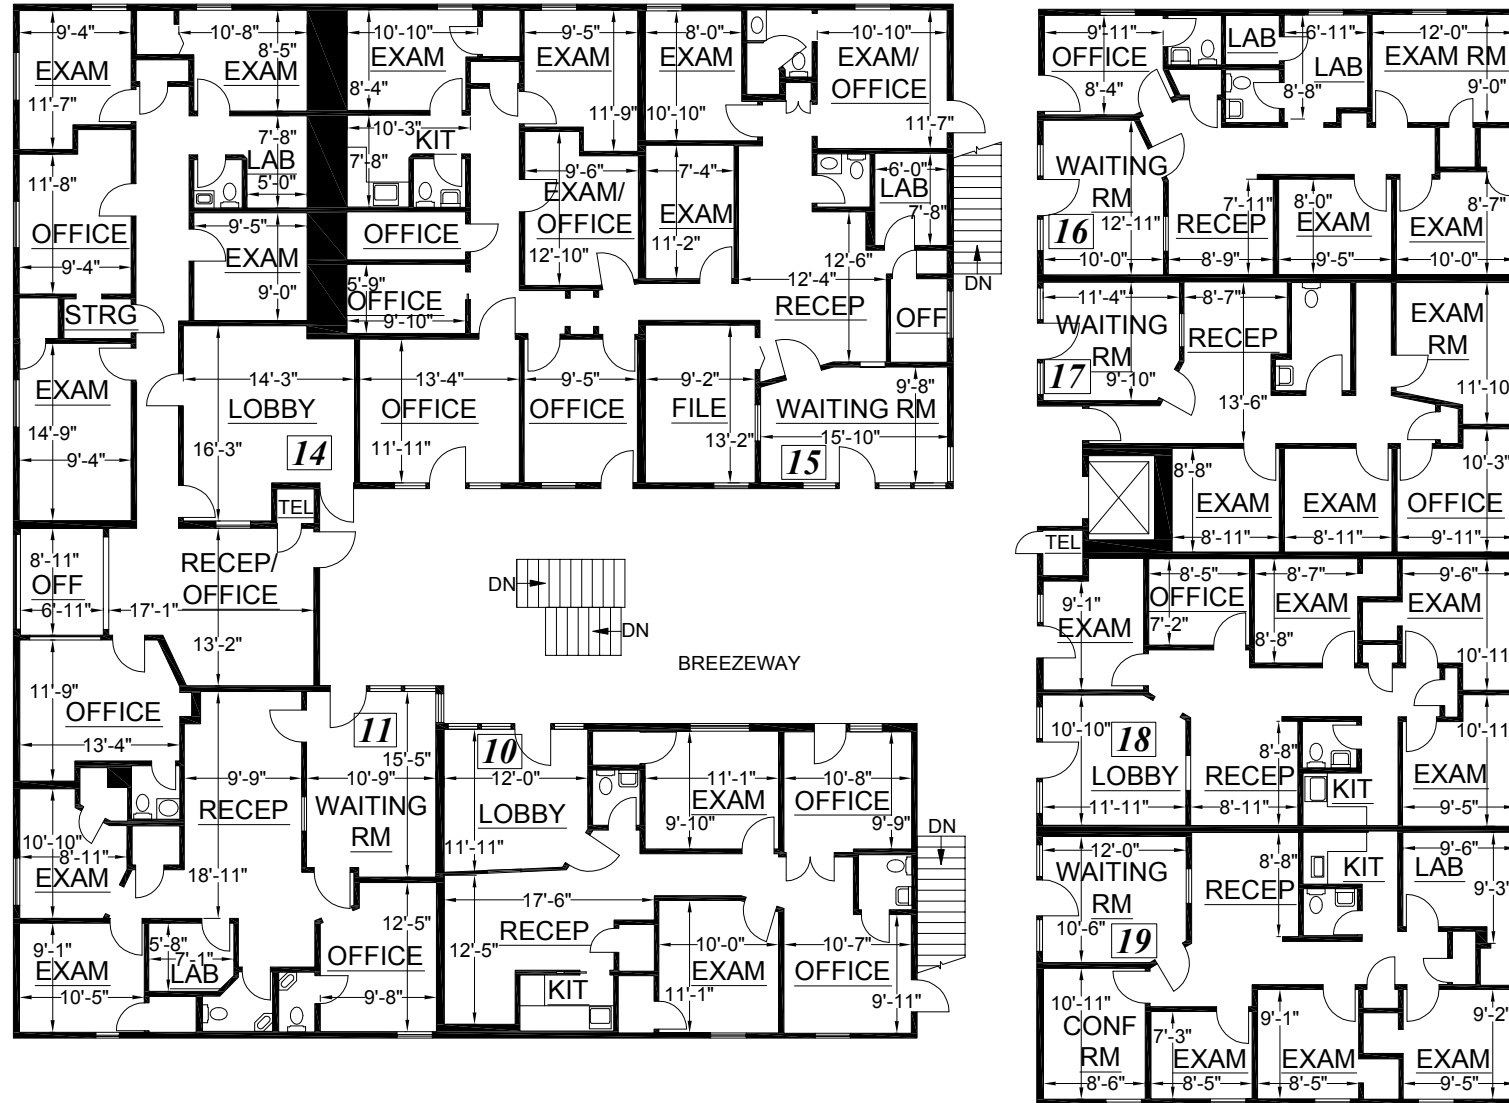 9'-4"
EXAM
11'-7"
10'-8"
8'-5"
EXAM
10'-10"
EXAM
8'-4"
9'-5"
EXAM
11'-9"
8'-0"
EXAM
10'-10"
10'-10"
EXAM/
OFFICE
11'-7"
11'-8"
OFFICE
9'-4"
7'-8"
LAB
5'-0"
10'-3"
KIT
7'-8"
9'-6"
EXAM/
OFFICE
12'-10"
7'-4"
EXAM
11'-2"
6'-0"
LAB
7'-8"
DN
9'-5"
EXAM
9'-0"
OFFICE
5'-9"
OFFICE
9'-10"
12'-6"
12'-4"
RECEP
OFF
STRG
EXAM
14'-9"
9'-4"
14'-3"
LOBBY
16'-3"
14
13'-4"
OFFICE
11'-11"
9'-5"
OFFICE
9'-2"
FILE
13'-2"
9'-8"
WAITING RM
15'-10"
15
TEL
8'-11"
OFF
6'-11"
RECEP/
OFFICE
17'-1"
13'-2"
DN
DN
BREEZEWAY
11'-9"
OFFICE
13'-4"
9'-9"
RECEP
18'-11"
11
15'-5"
10'-9"
WAITING
RM
10
12'-0"
LOBBY
11'-11"
11'-1"
EXAM
9'-10"
10'-8"
OFFICE
9'-9"
DN
10'-10"
8'-11"
EXAM
9'-1"
EXAM
10'-5"
5'-8"
7'-1"
LAB
12'-5"
OFFICE
9'-8"
17'-6"
RECEP
12'-5"
KIT
10'-0"
EXAM
11'-1"
10'-7"
OFFICE
9'-11"
9'-11"
OFFICE
8'-4"
LAB
6'-11"
LAB
8'-8"
12'-0"
EXAM RM
9'-0"
WAITING
RM
16
12'-11"
10'-0"
7'-11"
RECEP
8'-9"
8'-0"
EXAM
9'-5"
8'-7"
EXAM
10'-0"
11'-4"
WAITING
RM
17
9'-10"
8'-7"
RECEP
13'-6"
EXAM
RM
11'-10
8'-8"
EXAM
8'-11"
EXAM
8'-11"
10'-3"
OFFICE
9'-11"
TEL
9'-1"
EXAM
8'-5"
OFFICE
7'-2"
8'-7"
EXAM
8'-8"
9'-6"
EXAM
10'-11
10'-10"
18
LOBBY
11'-11"
8'-8"
RECEP
8'-11"
KIT
10'-11
EXAM
9'-5"
12'-0"
WAITING
RM
10'-6"
19
8'-8"
RECEP
KIT
9'-6"
LAB
9'-3"
10'-11"
CONF
RM
8'-6"
7'-3"
EXAM
8'-5"
9'-1"
EXAM
8'-5"
9'-2"
EXAM
9'-5"